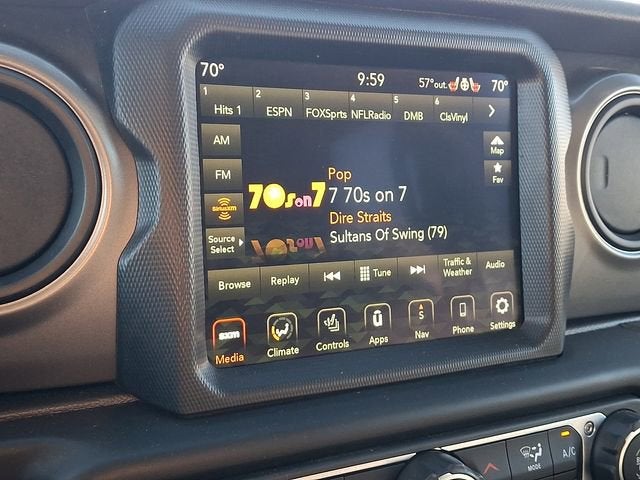 70° 9:59 57°out. 70°
1 2 3 4 5 6
Hits 1 ESPN FOXSprts NFLRadio DMB ClsVinyl
AM
Map
FM
Fav
Pop
SiriusXM
70s on 7
7 70s on 7
Dire Straits
Source
Select
Sultans Of Swing (79)
Browse Replay Tune Traffic &
Weather Audio
Media Climate Controls Apps Nav Phone Settings
S
MODE
A/C